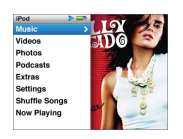 iPod
Music
Videos
Photos
Podcasts
Extras
Settings
Shuffle Songs
Now Playing